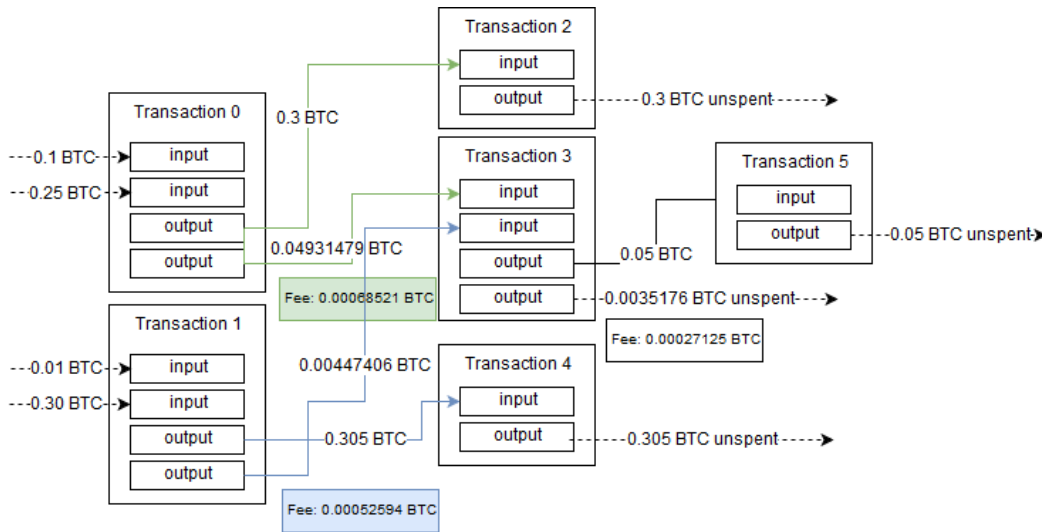 Transaction 2
input
output
0.3 BTC unspent
0.3 BTC
Transaction 0
0.1 BTC
input
0.25 BTC
input
output
output
0.04931479 BTC
Fee: 0.00068521 BTC
Transaction 3
input
input
output
output
0.05 BTC
0.0035176 BTC unspent
Fee: 0.00027125 BTC
Transaction 5
input
output
0.05 BTC unspent
Transaction 1
0.01 BTC
input
0.30 BTC
input
output
output
0.00447406 BTC
0.305 BTC
Fee: 0.00052594 BTC
Transaction 4
input
output
0.305 BTC unspent